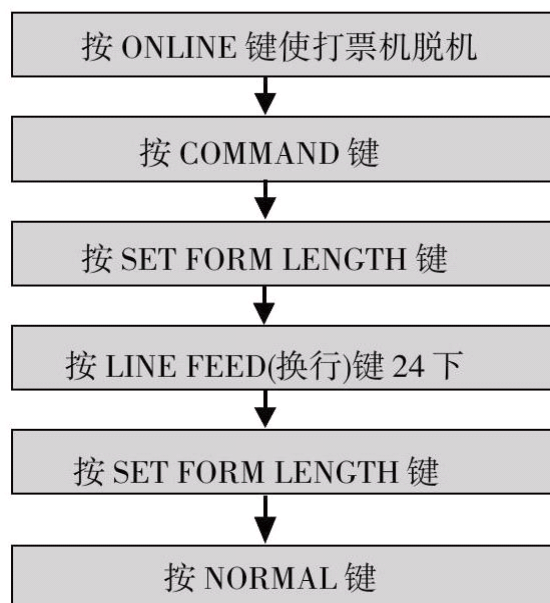 按 ONLINE 键使打票机脱机
按 COMMAND 键
按 SET FORM LENGTH 键
按 LINE FEED(换行)键 24 下
按 SET FORM LENGTH 键
按 NORMAL 键